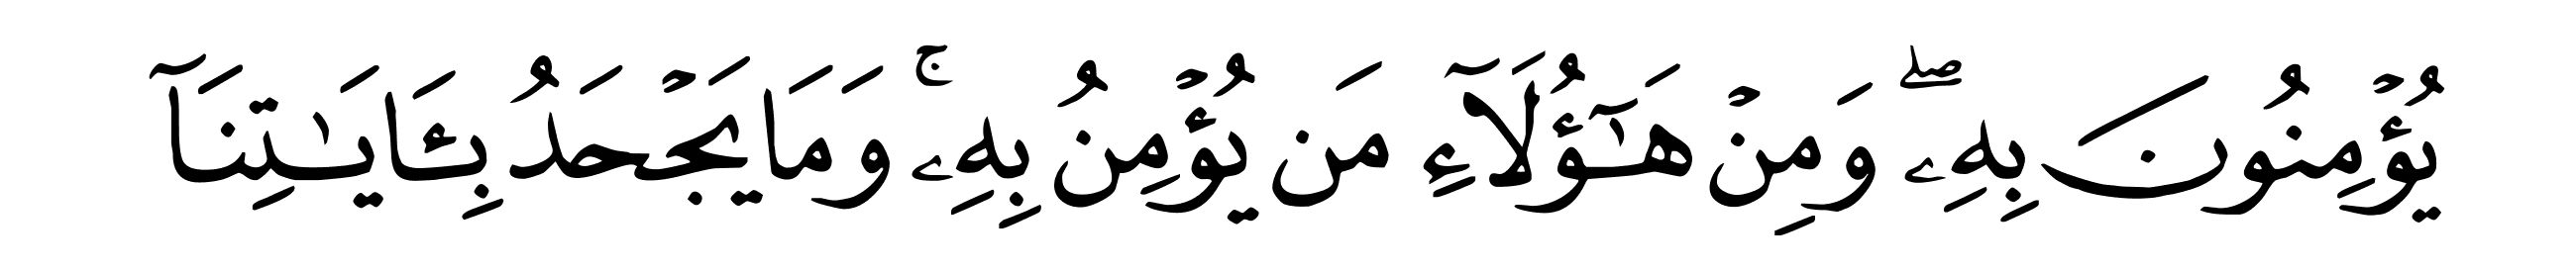 يُؤۡمِنُونَ بِهِۦۖ وَمِنۡ هَـٰٓؤُلَآءِ مَن يُؤۡمِنُ بِهِۦۚ وَمَا يَجۡحَدُ بِـَٔايَـٰتِنَآ